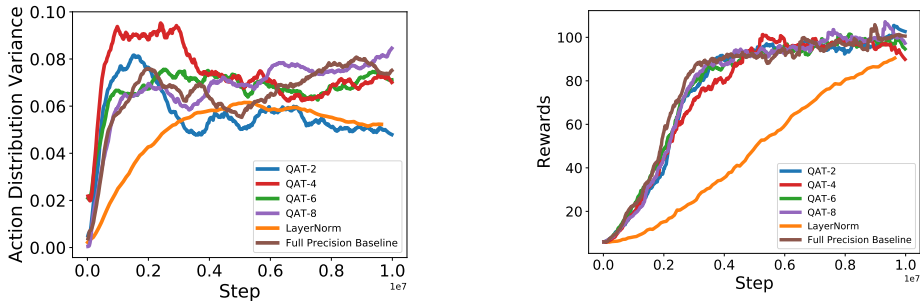 Action Distribution Variance
0.10
0.08
0.06
0.04
0.02
0.00
QAT-2
QAT-4
QAT-6
QAT-8
LayerNorm
Full Precision Baseline
0.0 0.2 0.4 0.6 0.8 1.0
1e7
Step
Rewards
100
80
60
40
20
QAT-2
QAT-4
QAT-6
QAT-8
LayerNorm
Full Precision Baseline
0.0 0.2 0.4 0.6 0.8 1.0
1e7
Step